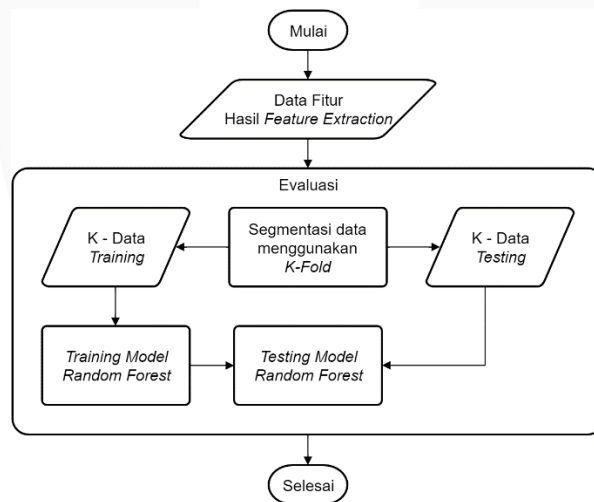 Mulai
Data Fitur
Hasil Feature Extraction
Evaluasi
K - Data
Training
Segmentasi data
menggunakan
K-Fold
K - Data
Testing
Training Model
Random Forest
Testing Model
Random Forest
Selesai